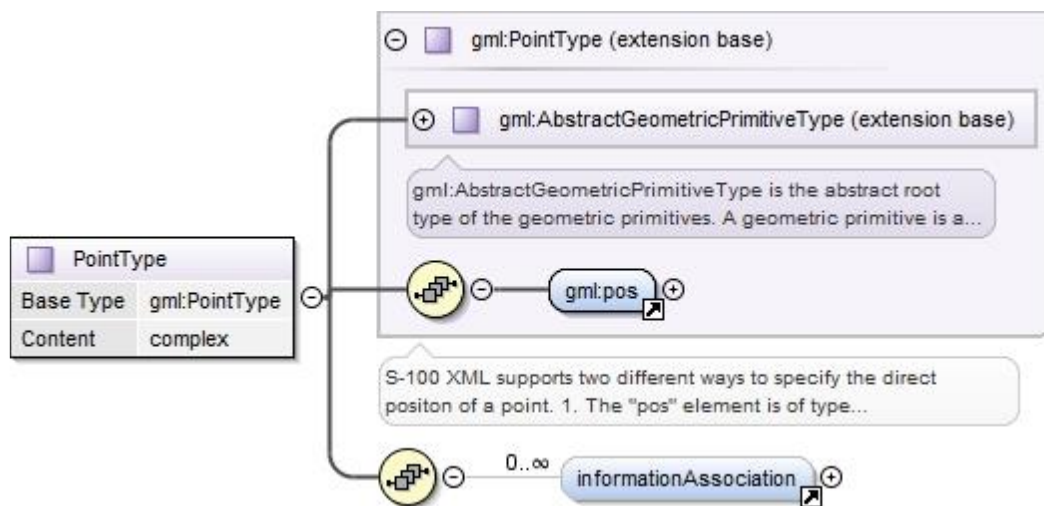 gml:PointType (extension base)
gml:AbstractGeometricPrimitiveType (extension base)
gml:AbstractGeometricPrimitiveType is the abstract root
type of the geometric primitives. A geometric primitive is a...
PointType
Base Type gml:PointType
Content complex
gml:pos
S-100 XML supports two different ways to specify the direct
positon of a point. 1. The "pos" element is of type...
0..∞
informationAssociation